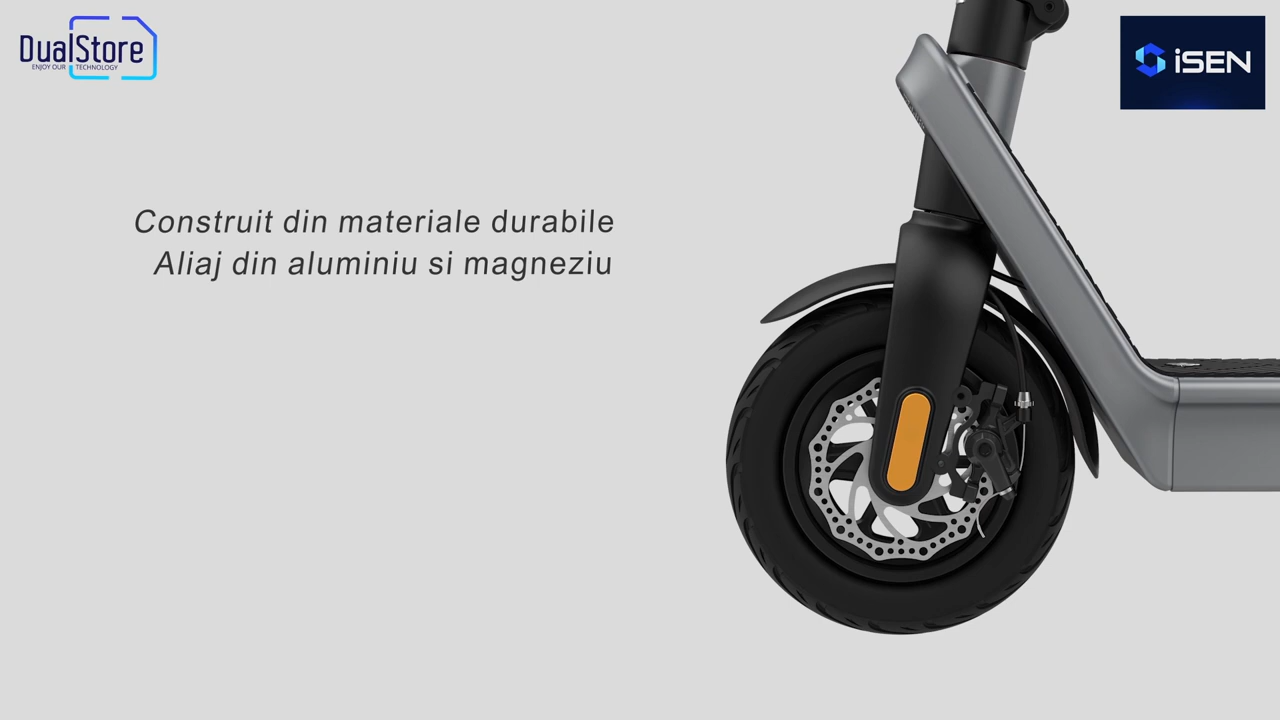 DualStore
ENJOY OUR TECHNOLOGY
iSEN
Construit din materiale durabile
Aliaj din aluminiu si magneziu